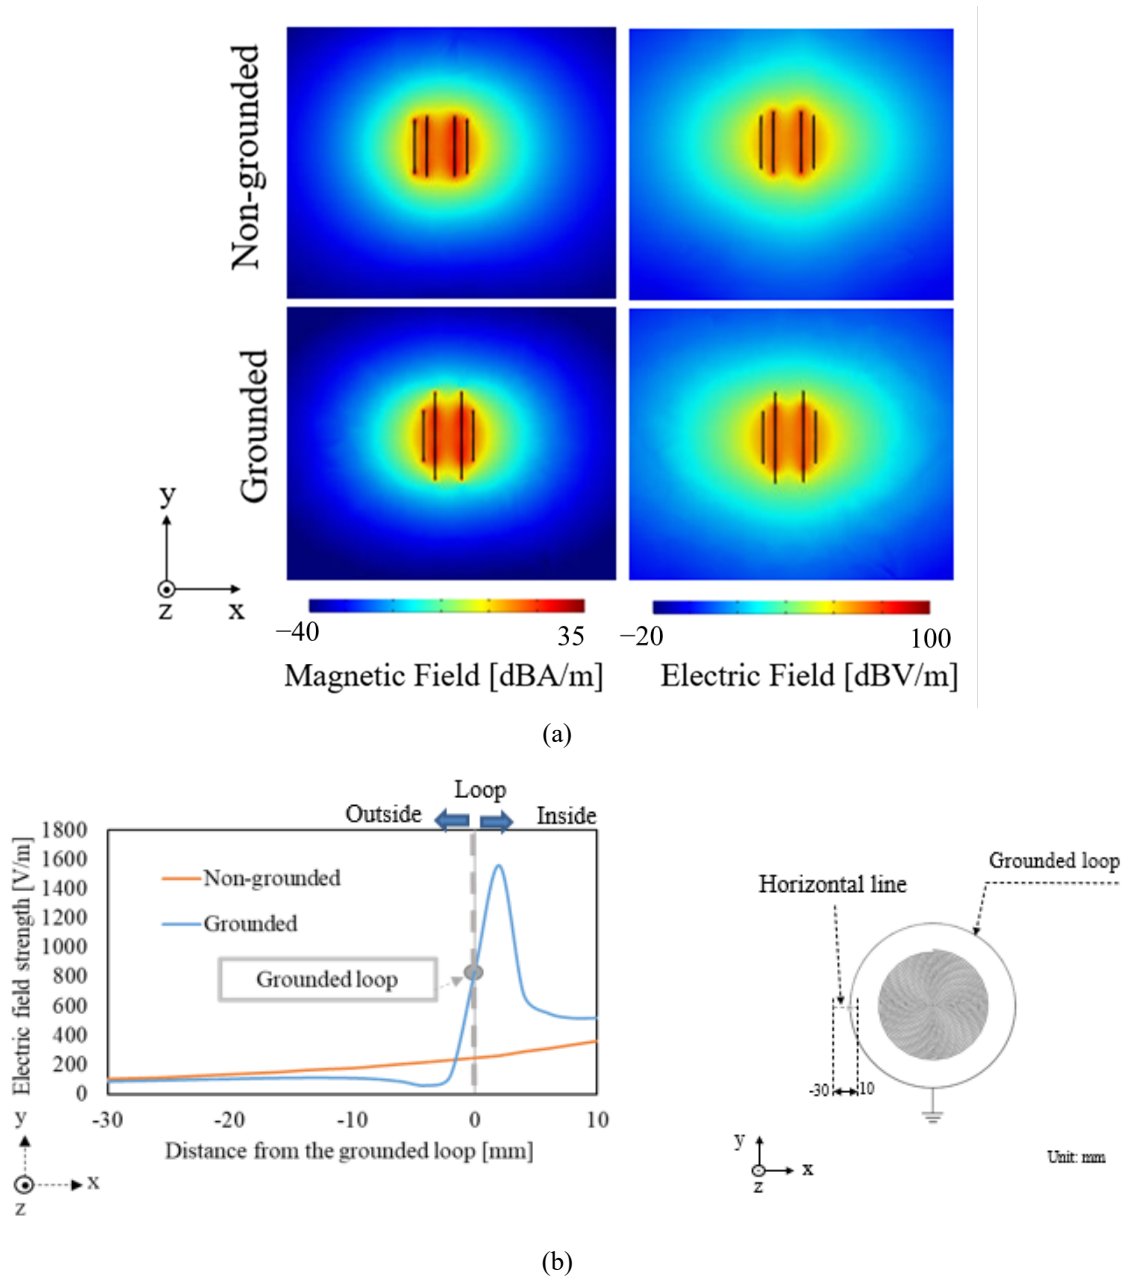 Non-grounded
Grounded
y
z
x
−40
35
−20
100
Magnetic Field [dBA/m]
Electric Field [dBV/m]
(a)
Loop
Outside
Inside
Electric field strength [V/m]
1800
1600
1400
1200
1000
800
600
400
200
0
Non-grounded
Grounded
Grounded loop
-30
-20
-10
0
10
Distance from the grounded loop [mm]
y
x
z
Grounded loop
Horizontal line
-30
10
y
x
z
Unit: mm
(b)